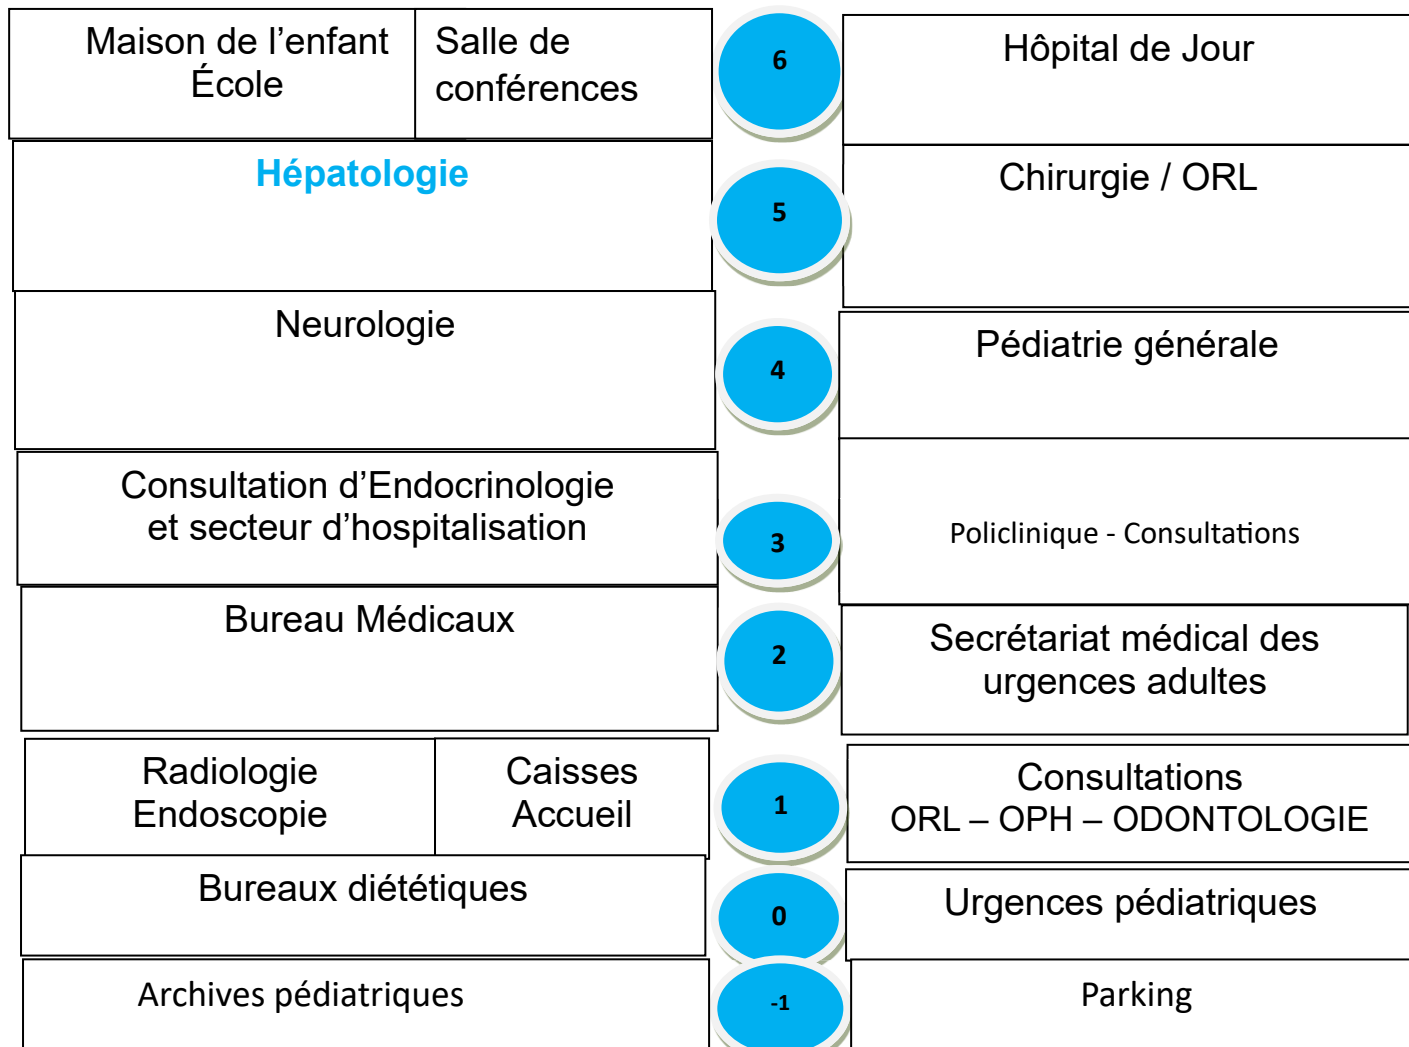 Maison de l’enfant
École
Salle de
conférences
6
Hôpital de Jour
Hépatologie
5
Chirurgie / ORL
Neurologie
4
Pédiatrie générale
Consultation d’Endocrinologie
et secteur d’hospitalisation
3
Policlinique - Consultations
Bureau Médicaux
2
Secrétariat médical des
urgences adultes
Radiologie
Endoscopie
Caisses
Accueil
1
Consultations
ORL – OPH – ODONTOLOGIE
Bureaux diététiques
0
Urgences pédiatriques
Archives pédiatriques
-1
Parking